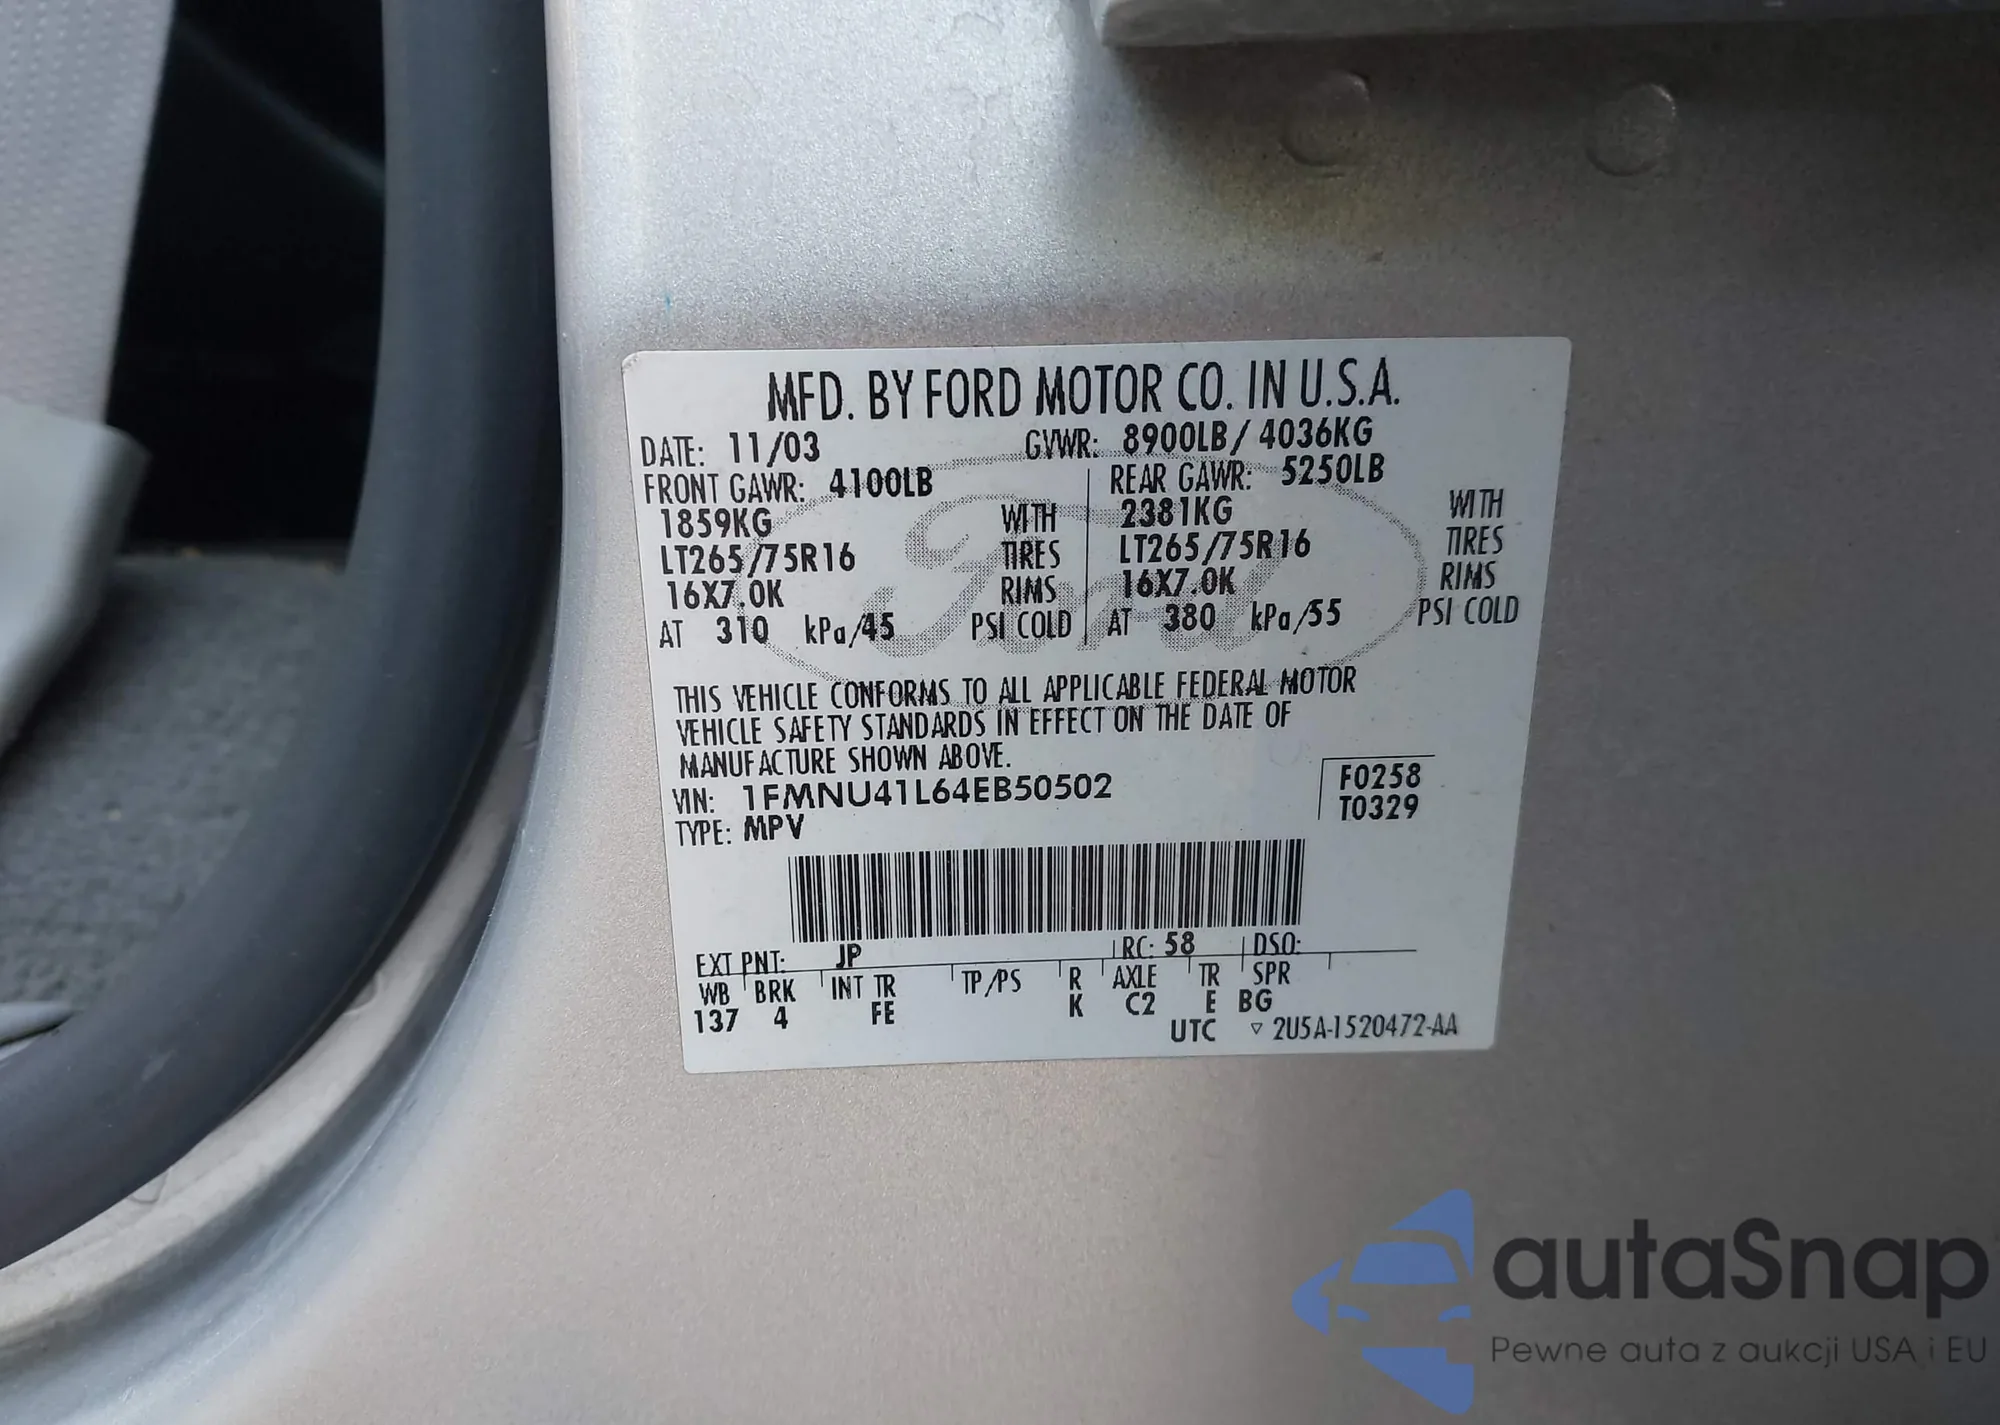 MFD. BY FORD MOTOR CO. IN U.S.A.
DATE: 11/03 GVWR: 8900LB/ 4036KG
FRONT GAWR: 4100LB REAR GAWR: 5250LB
1859KG WITH 2381KG WITH
LT265/75R16 TIRES LT265/75R16 TIRES
16X7.0K RIMS 16X7.0K RIMS
AT 310 kPa/45 PSI COLD AT 380 kPa/55 PSI COLD
Ford
THIS VEHICLE CONFORMS TO ALL APPLICABLE FEDERAL MOTOR
VEHICLE SAFETY STANDARDS IN EFFECT ON THE DATE OF
MANUFACTURE SHOWN ABOVE.
VIN: 1FMNU41L64EB50502 F0258
TYPE: MPV T0329
EXT PNT: JP RC: 58 DSO:
WB BRK INT TR TP/PS R AXLE TR SPR
137 4 FE K C2 E BG
UTC ▽ 2U5A-1520472-AA
autaSnap
Pewne auta z aukcji USA i EU